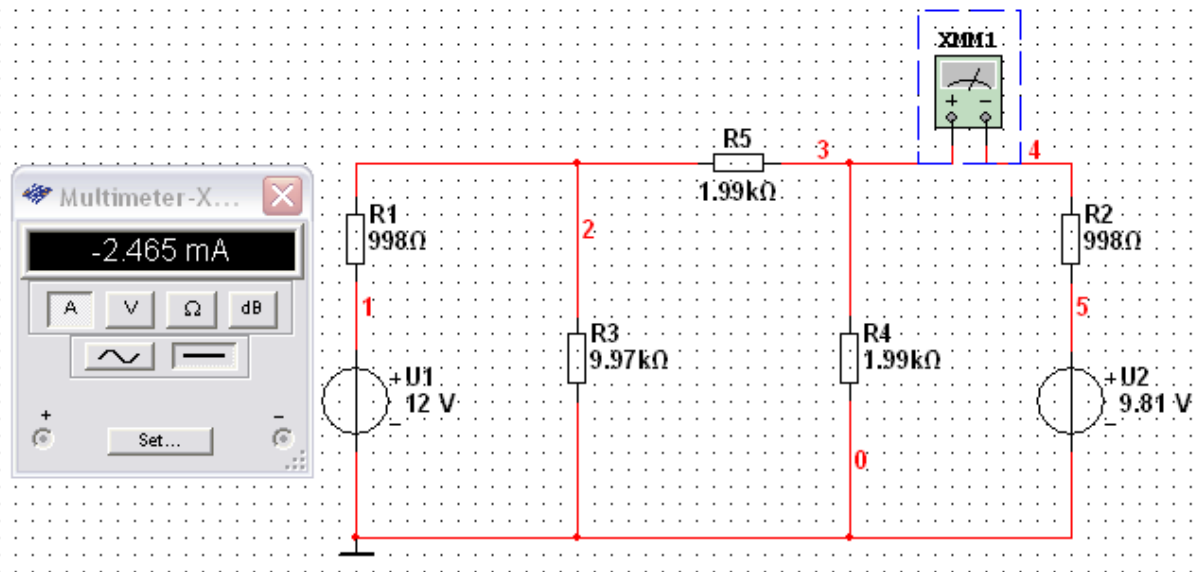 Multimeter-X...
-2.465 mA
A V Ω dB
+ −
Set...
XMM1
+ −
R5
1.99kΩ
3
4
R1
998Ω
2
R2
998Ω
1
5
R3
9.97kΩ
R4
1.99kΩ
+ U1
12 V
−
+ U2
9.81 V
−
0